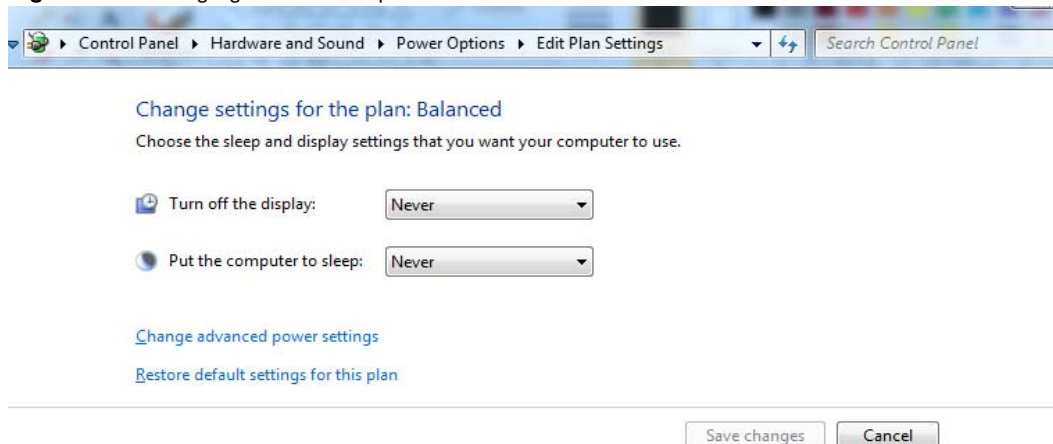 Control Panel ▸ Hardware and Sound ▸ Power Options ▸ Edit Plan Settings
Search Control Panel
Change settings for the plan: Balanced
Choose the sleep and display settings that you want your computer to use.
Turn off the display: Never
Put the computer to sleep: Never
Change advanced power settings
Restore default settings for this plan
Save changes Cancel